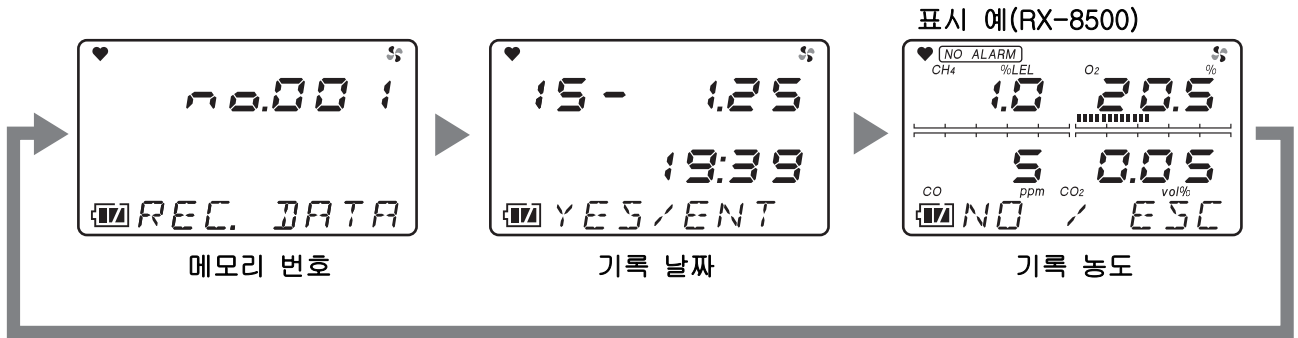 표시 예(RX-8500)
no.001
REC. DATA
메모리 번호
15- 1.25
19:39
YES/ENT
기록 날짜
NO ALARM
CH4 %LEL O2 %
1.0 20.5
5 0.05
CO ppm CO2 vol%
NO / ESC
기록 농도